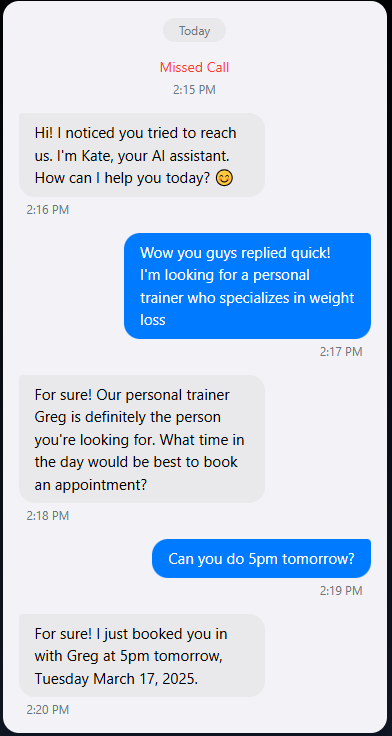 Today
Missed Call
2:15 PM
Hi! I noticed you tried to reach
us. I'm Kate, your AI assistant.
How can I help you today? 😊
2:16 PM
Wow you guys replied quick!
I'm looking for a personal
trainer who specializes in weight
loss
2:17 PM
For sure! Our personal trainer
Greg is definitely the person
you're looking for. What time in
the day would be best to book
an appointment?
2:18 PM
Can you do 5pm tomorrow?
2:19 PM
For sure! I just booked you in
with Greg at 5pm tomorrow,
Tuesday March 17, 2025.
2:20 PM